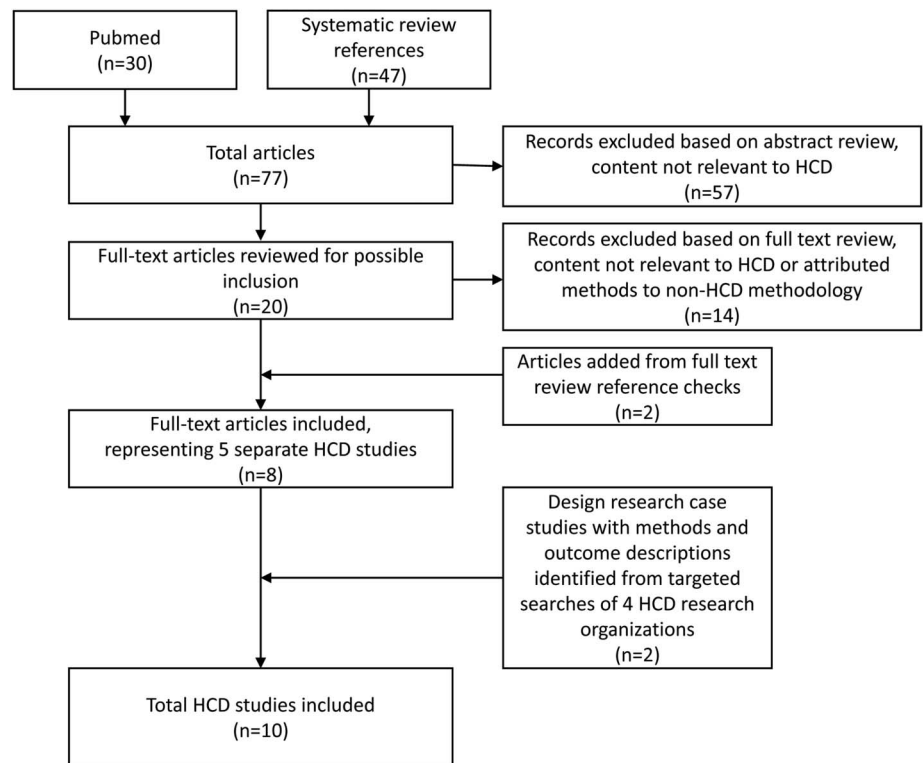 Pubmed
(n=30)
Systematic review
references
(n=47)
Total articles
(n=77)
Records excluded based on abstract review,
content not relevant to HCD
(n=57)
Full-text articles reviewed for possible
inclusion
(n=20)
Records excluded based on full text review,
content not relevant to HCD or attributed
methods to non-HCD methodology
(n=14)
Articles added from full text
review reference checks
(n=2)
Full-text articles included,
representing 5 separate HCD studies
(n=8)
Design research case
studies with methods and
outcome descriptions
identified from targeted
searches of 4 HCD research
organizations
(n=2)
Total HCD studies included
(n=10)